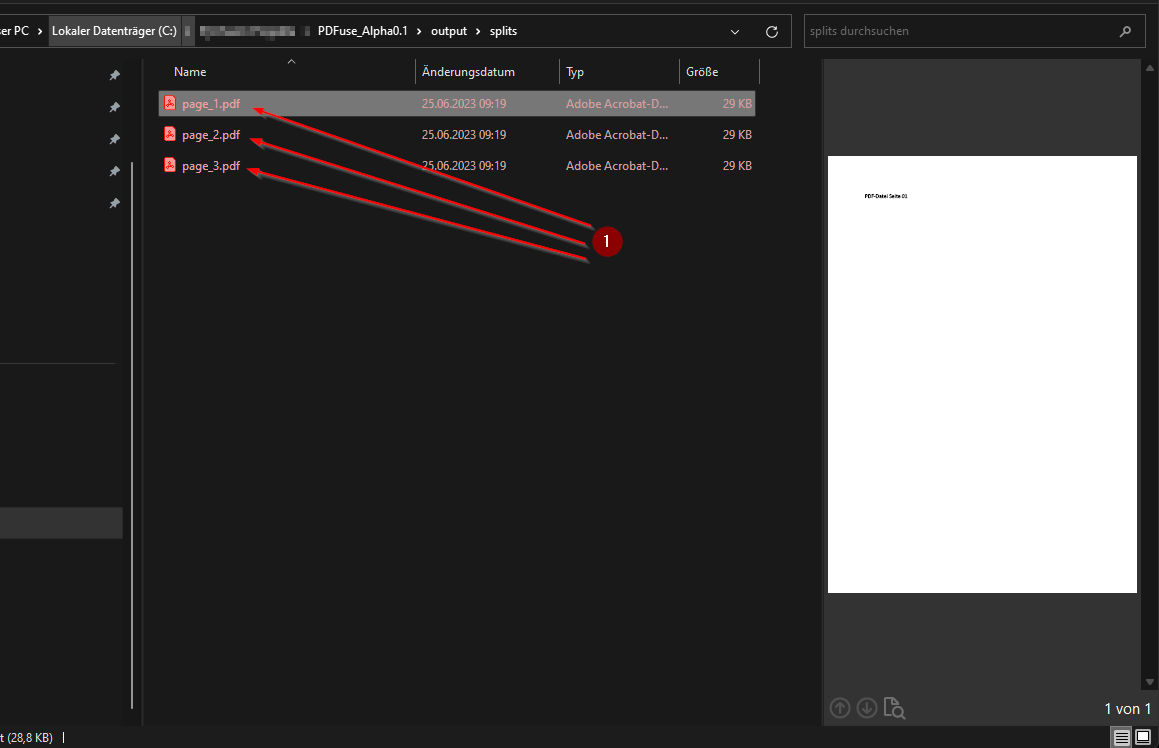 er PC > Lokaler Datenträger (C:) PDFuse_Alpha0.1 > output > splits
splits durchsuchen
Name Änderungsdatum Typ Größe
page_1.pdf 25.06.2023 09:19 Adobe Acrobat-D... 29 KB
page_2.pdf 25.06.2023 09:19 Adobe Acrobat-D... 29 KB
page_3.pdf 25.06.2023 09:19 Adobe Acrobat-D... 29 KB
PDF-Datei Seite 01
1
1 von 1
t (28,8 KB)